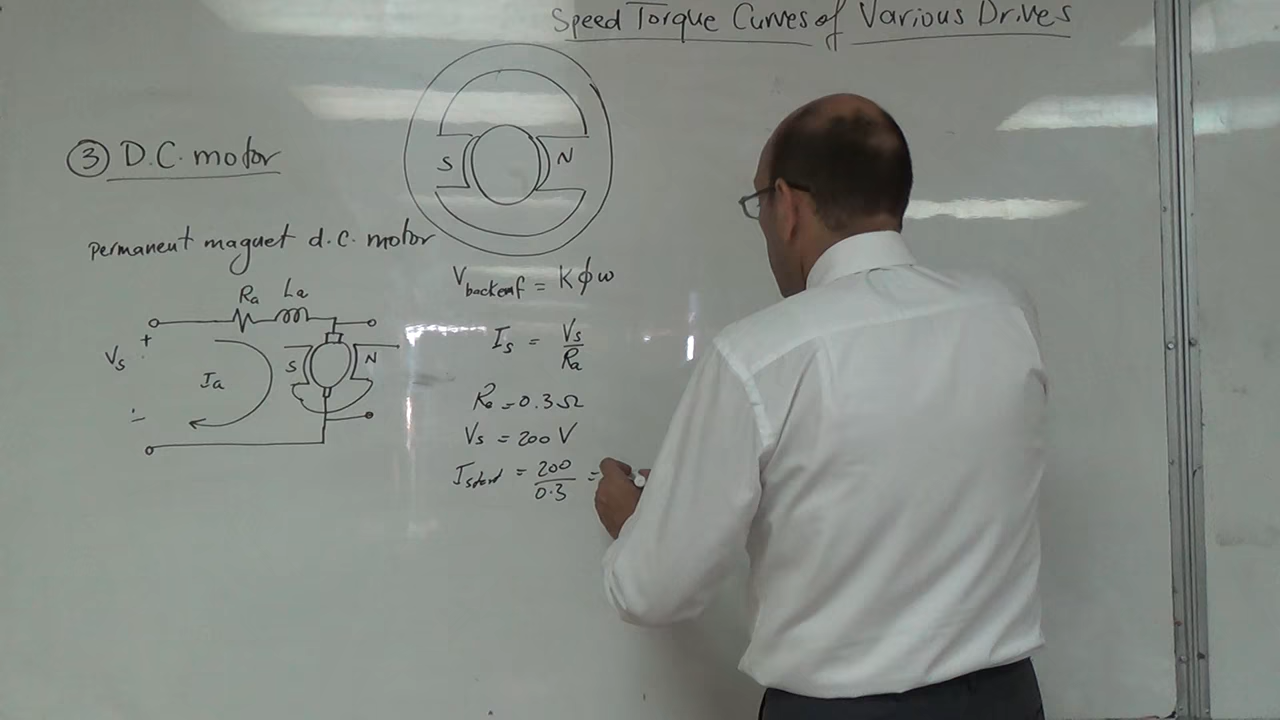 Speed Torque Curves of Various Drives
③ D.C. motor
S N
Permanent magnet d.C. motor
Ra La
Vs + -
Ia
S N
Vbackemf = Kϕω
Is = Vs/Ra
Ra = 0.3Ω
Vs = 200 V
Istart = 200/0.3 =